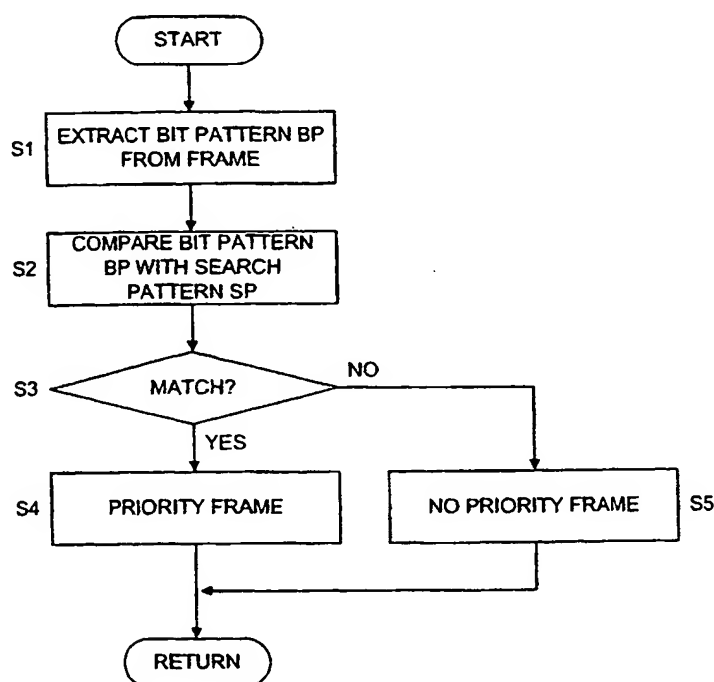 START
S1
EXTRACT BIT PATTERN BP
FROM FRAME
S2
COMPARE BIT PATTERN
BP WITH SEARCH
PATTERN SP
S3
MATCH?
NO
YES
S4
PRIORITY FRAME
NO PRIORITY FRAME
S5
RETURN